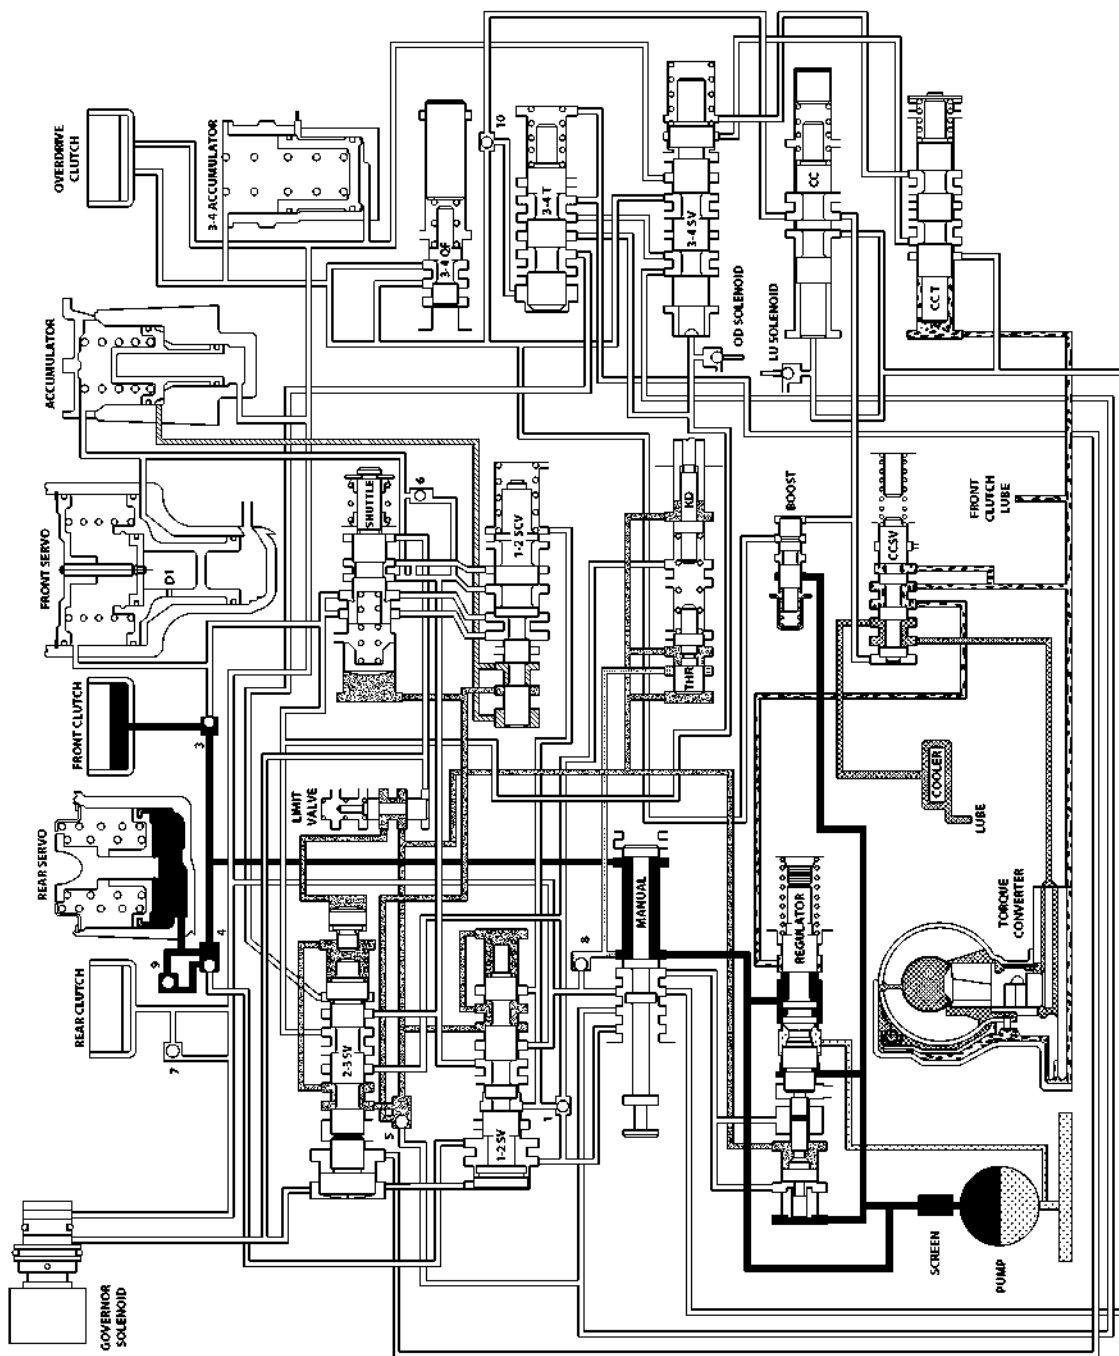 GOVERNOR
SOLENOID
REAR CLUTCH
REAR SERVO
FRONT CLUTCH
FRONT SERVO
ACCUMULATOR
OVERDRIVE
CLUTCH
3-4 ACCUMULATOR
7
9
4
3
D1
2-3 SV
5
LIMIT
VALVE
SHUTTLE
6
3-4 QF
10
1-2 SV
1
1-2 SCV
3-4 T
8
MANUAL
THR
KD
3-4 SV
OD SOLENOID
REGULATOR
BOOST
LU SOLENOID
CC
CCSV
CC T
SCREEN
PUMP
TORQUE
CONVERTER
COOLER
LUBE
FRONT
CLUTCH
LUBE